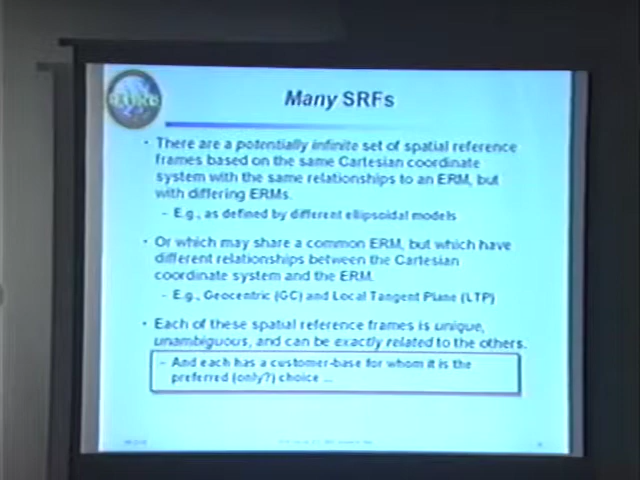 Many SRFs
• There are a potentially infinite set of spatial reference
frames based on the same Cartesian coordinate
system with the same relationships to an ERM, but
with differing ERMs.
– E.g., as defined by different ellipsoidal models
• Or which may share a common ERM, but which have
different relationships between the Cartesian
coordinate system and the ERM.
– E.g., Geocentric (GC) and Local Tangent Plane (LTP)
• Each of these spatial reference frames is unique,
unambiguous, and can be exactly related to the others.
– And each has a customer-base for whom it is the
preferred (only?) choice ...